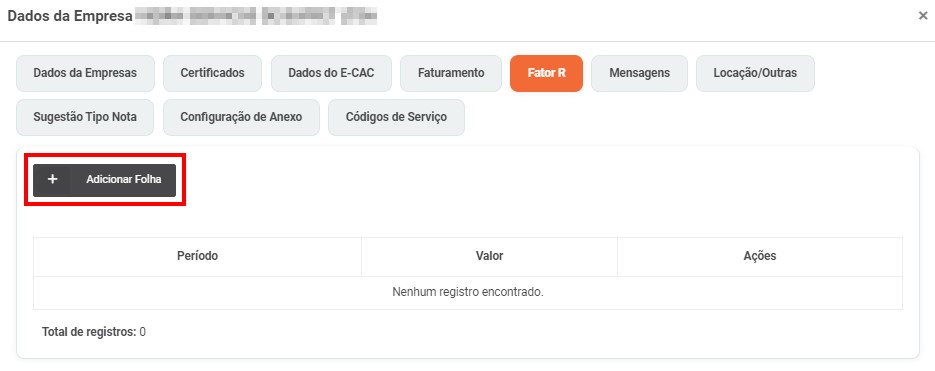 Dados da Empresa
×
Dados da Empresas Certificados Dados do E-CAC Faturamento Fator R Mensagens Locação/Outras
Sugestão Tipo Nota Configuração de Anexo Códigos de Serviço
+ Adicionar Folha
Período Valor Ações
Nenhum registro encontrado.
Total de registros: 0